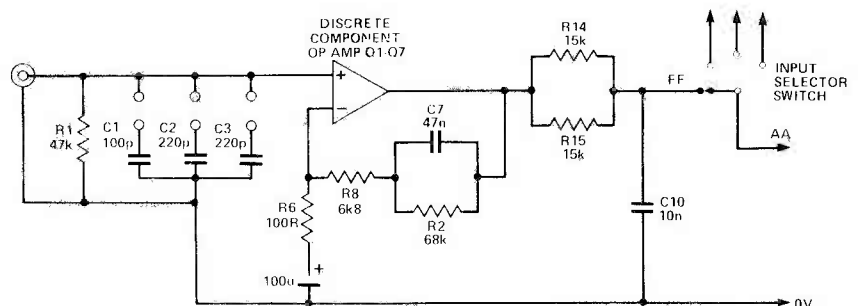 DISCRETE
COMPONENT
OP AMP Q1-Q7
R14
15k
INPUT
SELECTOR
SWITCH
FF
AA
R15
15k
C7
47n
R1
47k
C1
100p
C2
220p
C3
220p
R8
6k8
R2
68k
R6
100R
C10
10n
+
−
+
100u
0V